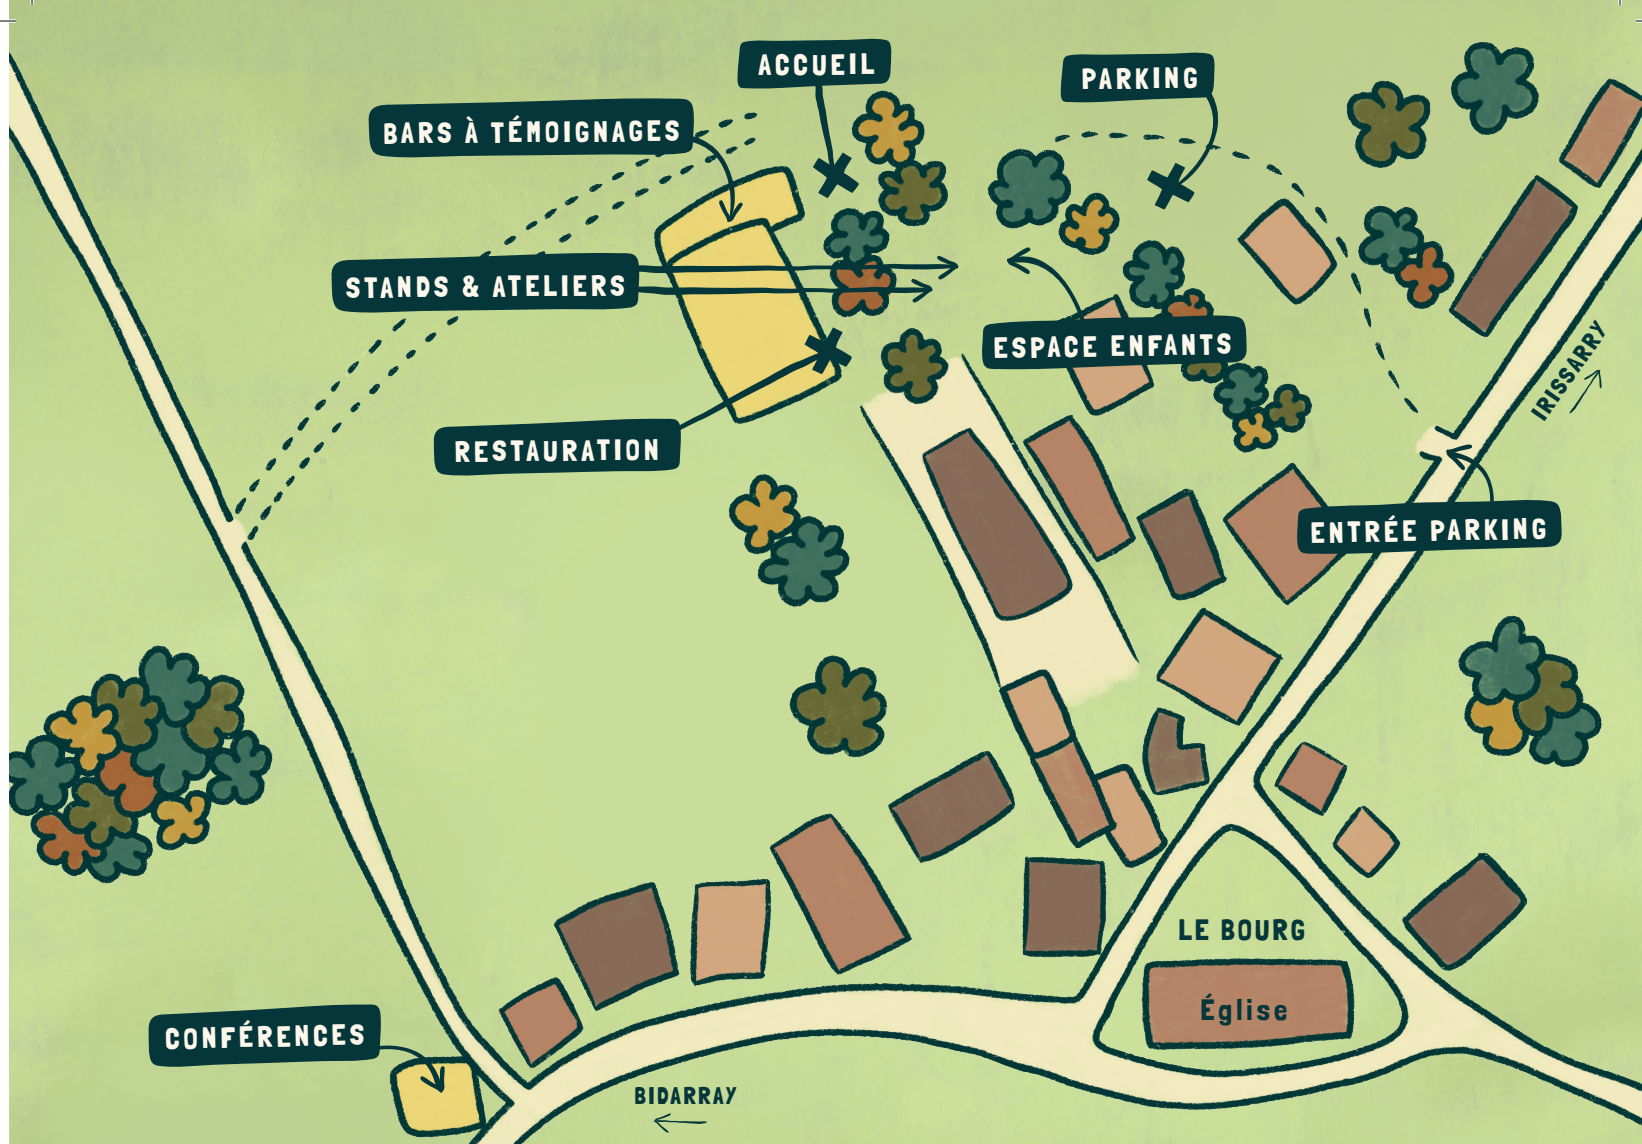 ACCUEIL
PARKING
BARS À TÉMOIGNAGES
STANDS & ATELIERS
ESPACE ENFANTS
IRISSARRY
RESTAURATION
ENTRÉE PARKING
LE BOURG
Église
CONFÉRENCES
BIDARRAY